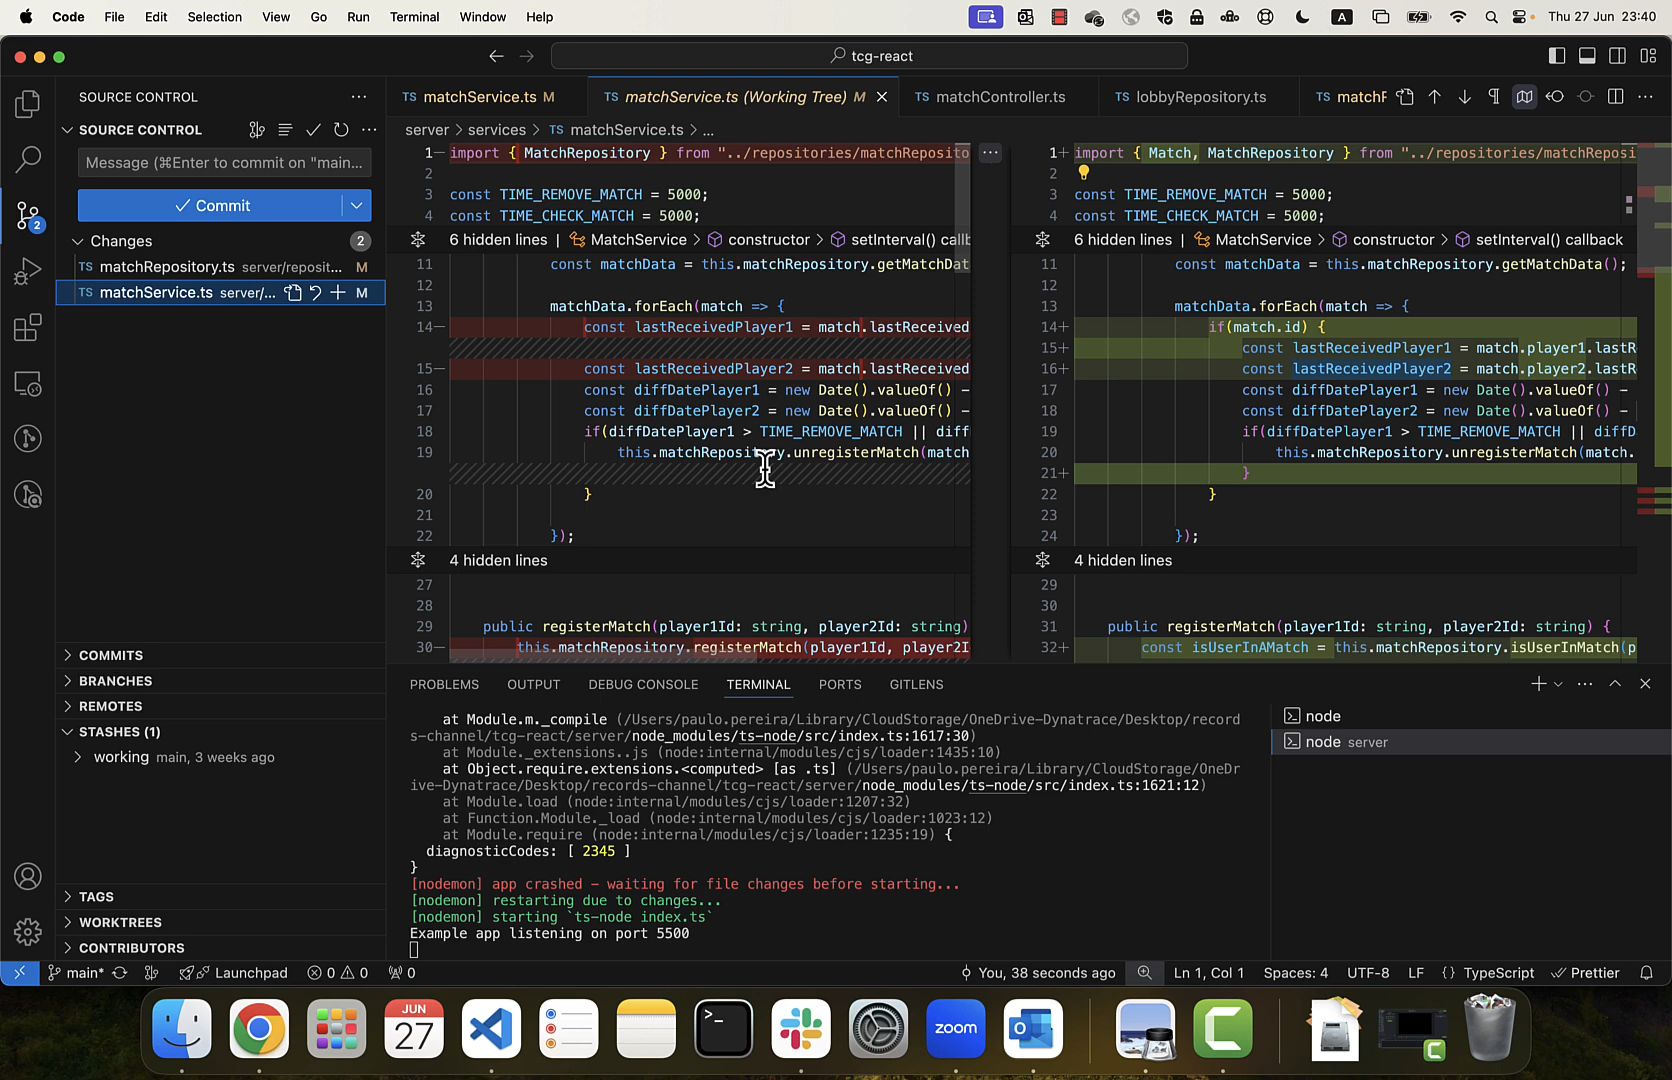 Code File Edit Selection View Go Run Terminal Window Help
A
Thu 27 Jun 23:40
tcg-react
SOURCE CONTROL
SOURCE CONTROL
Message (⌘Enter to commit on "main...
Commit
Changes 2
TS matchRepository.ts server/reposit... M
TS matchService.ts server/... M
2
COMMITS
BRANCHES
REMOTES
STASHES (1)
working main, 3 weeks ago
TAGS
WORKTREES
CONTRIBUTORS
TS matchService.ts M
TS matchService.ts (Working Tree) M
TS matchController.ts
TS lobbyRepository.ts
TS matchF
server > services > TS matchService.ts > ...
1— import { MatchRepository } from "../repositories/matchReposito
2
3 const TIME_REMOVE_MATCH = 5000;
4 const TIME_CHECK_MATCH = 5000;
6 hidden lines | MatchService > constructor > setInterval() callb
11 const matchData = this.matchRepository.getMatchDat
12
13 matchData.forEach(match => {
14— const lastReceivedPlayer1 = match.lastReceived
15— const lastReceivedPlayer2 = match.lastReceived
16 const diffDatePlayer1 = new Date().valueOf() −
17 const diffDatePlayer2 = new Date().valueOf() −
18 if(diffDatePlayer1 > TIME_REMOVE_MATCH || diff
19 this.matchRepository.unregisterMatch(match
20 }
21
22 });
4 hidden lines
27
28
29 public registerMatch(player1Id: string, player2Id: string)
30— this.matchRepository.registerMatch(player1Id, player2I
1+ import { Match, MatchRepository } from "../repositories/matchReposi
2
3 const TIME_REMOVE_MATCH = 5000;
4 const TIME_CHECK_MATCH = 5000;
6 hidden lines | MatchService > constructor > setInterval() callback
11 const matchData = this.matchRepository.getMatchData();
12
13 matchData.forEach(match => {
14+ if(match.id) {
15+ const lastReceivedPlayer1 = match.player1.lastR
16+ const lastReceivedPlayer2 = match.player2.lastR
17 const diffDatePlayer1 = new Date().valueOf() −
18 const diffDatePlayer2 = new Date().valueOf() −
19 if(diffDatePlayer1 > TIME_REMOVE_MATCH || diffD
20 this.matchRepository.unregisterMatch(match.
21+ }
22 }
23
24 });
4 hidden lines
29
30
31 public registerMatch(player1Id: string, player2Id: string) {
32+ const isUserInAMatch = this.matchRepository.isUserInMatch(p
PROBLEMS OUTPUT DEBUG CONSOLE TERMINAL PORTS GITLENS
at Module.m._compile (/Users/paulo.pereira/Library/CloudStorage/OneDrive-Dynatrace/Desktop/record
s-channel/tcg-react/server/node_modules/ts-node/src/index.ts:1617:30)
at Module._extensions..js (node:internal/modules/cjs/loader:1435:10)
at Object.require.extensions.<computed> [as .ts] (/Users/paulo.pereira/Library/CloudStorage/OneDr
ive-Dynatrace/Desktop/records-channel/tcg-react/server/node_modules/ts-node/src/index.ts:1621:12)
at Module.load (node:internal/modules/cjs/loader:1207:32)
at Function.Module._load (node:internal/modules/cjs/loader:1023:12)
at Module.require (node:internal/modules/cjs/loader:1235:19) {
diagnosticCodes: [ 2345 ]
}
[nodemon] app crashed - waiting for file changes before starting...
[nodemon] restarting due to changes...
[nodemon] starting `ts-node index.ts`
Example app listening on port 5500
node
node server
main* Launchpad 0 0 0
You, 38 seconds ago Ln 1, Col 1 Spaces: 4 UTF-8 LF {} TypeScript Prettier
JUN
27
zoom